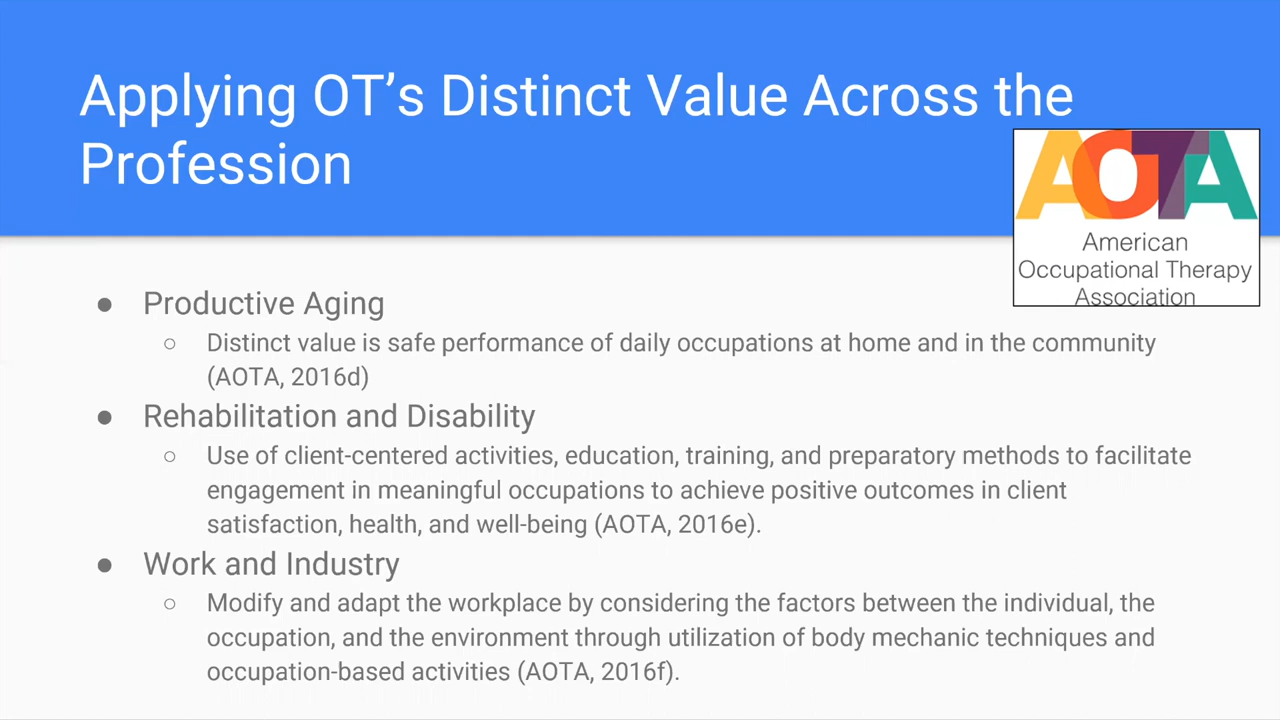 Applying OT’s Distinct Value Across the
Profession
AOTA
American
Occupational Therapy
Association
● Productive Aging
○ Distinct value is safe performance of daily occupations at home and in the community
(AOTA, 2016d)
● Rehabilitation and Disability
○ Use of client-centered activities, education, training, and preparatory methods to facilitate
engagement in meaningful occupations to achieve positive outcomes in client
satisfaction, health, and well-being (AOTA, 2016e).
● Work and Industry
○ Modify and adapt the workplace by considering the factors between the individual, the
occupation, and the environment through utilization of body mechanic techniques and
occupation-based activities (AOTA, 2016f).